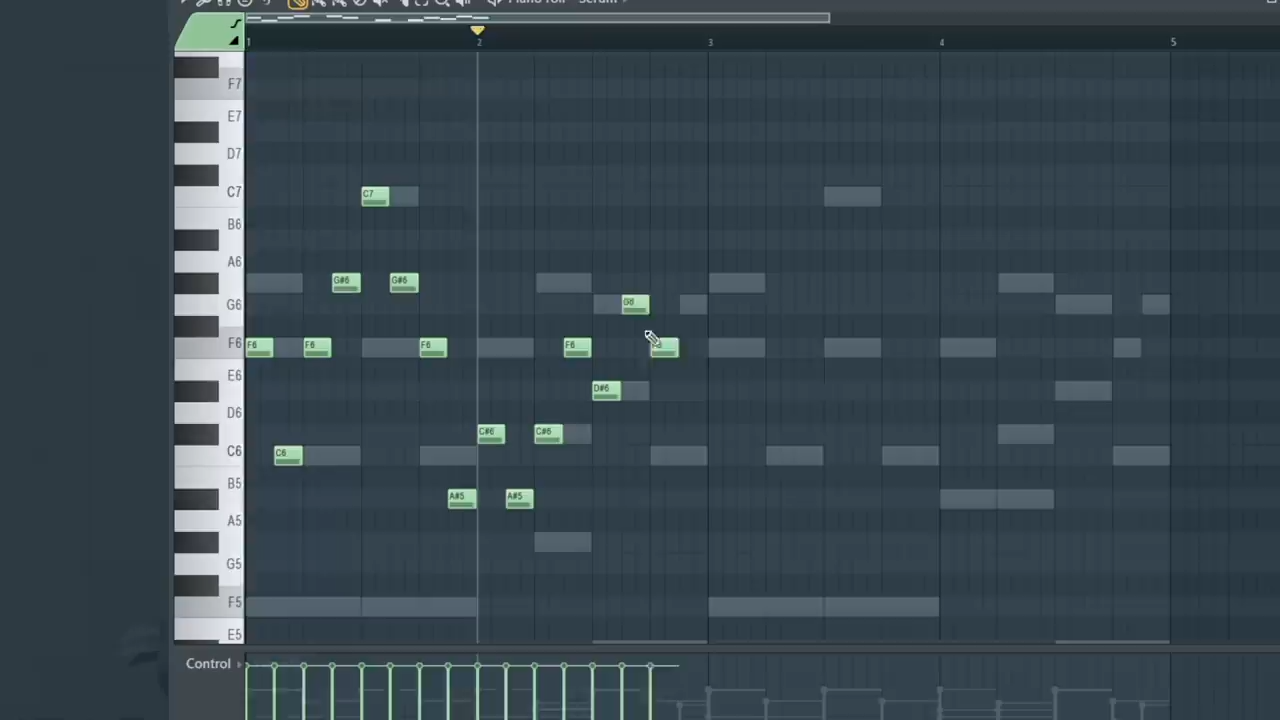 Piano roll - Serum
1 2 3 4 5
F7
E7
D7
C7 C7
B6
A6
G#6 G#6
G6 G6
F6 F6 F6 F6 F6
E6
D#6
D6
C#6 C#6
C6 C6
B5
A#5 A#5
A5
G5
F5
E5
Control